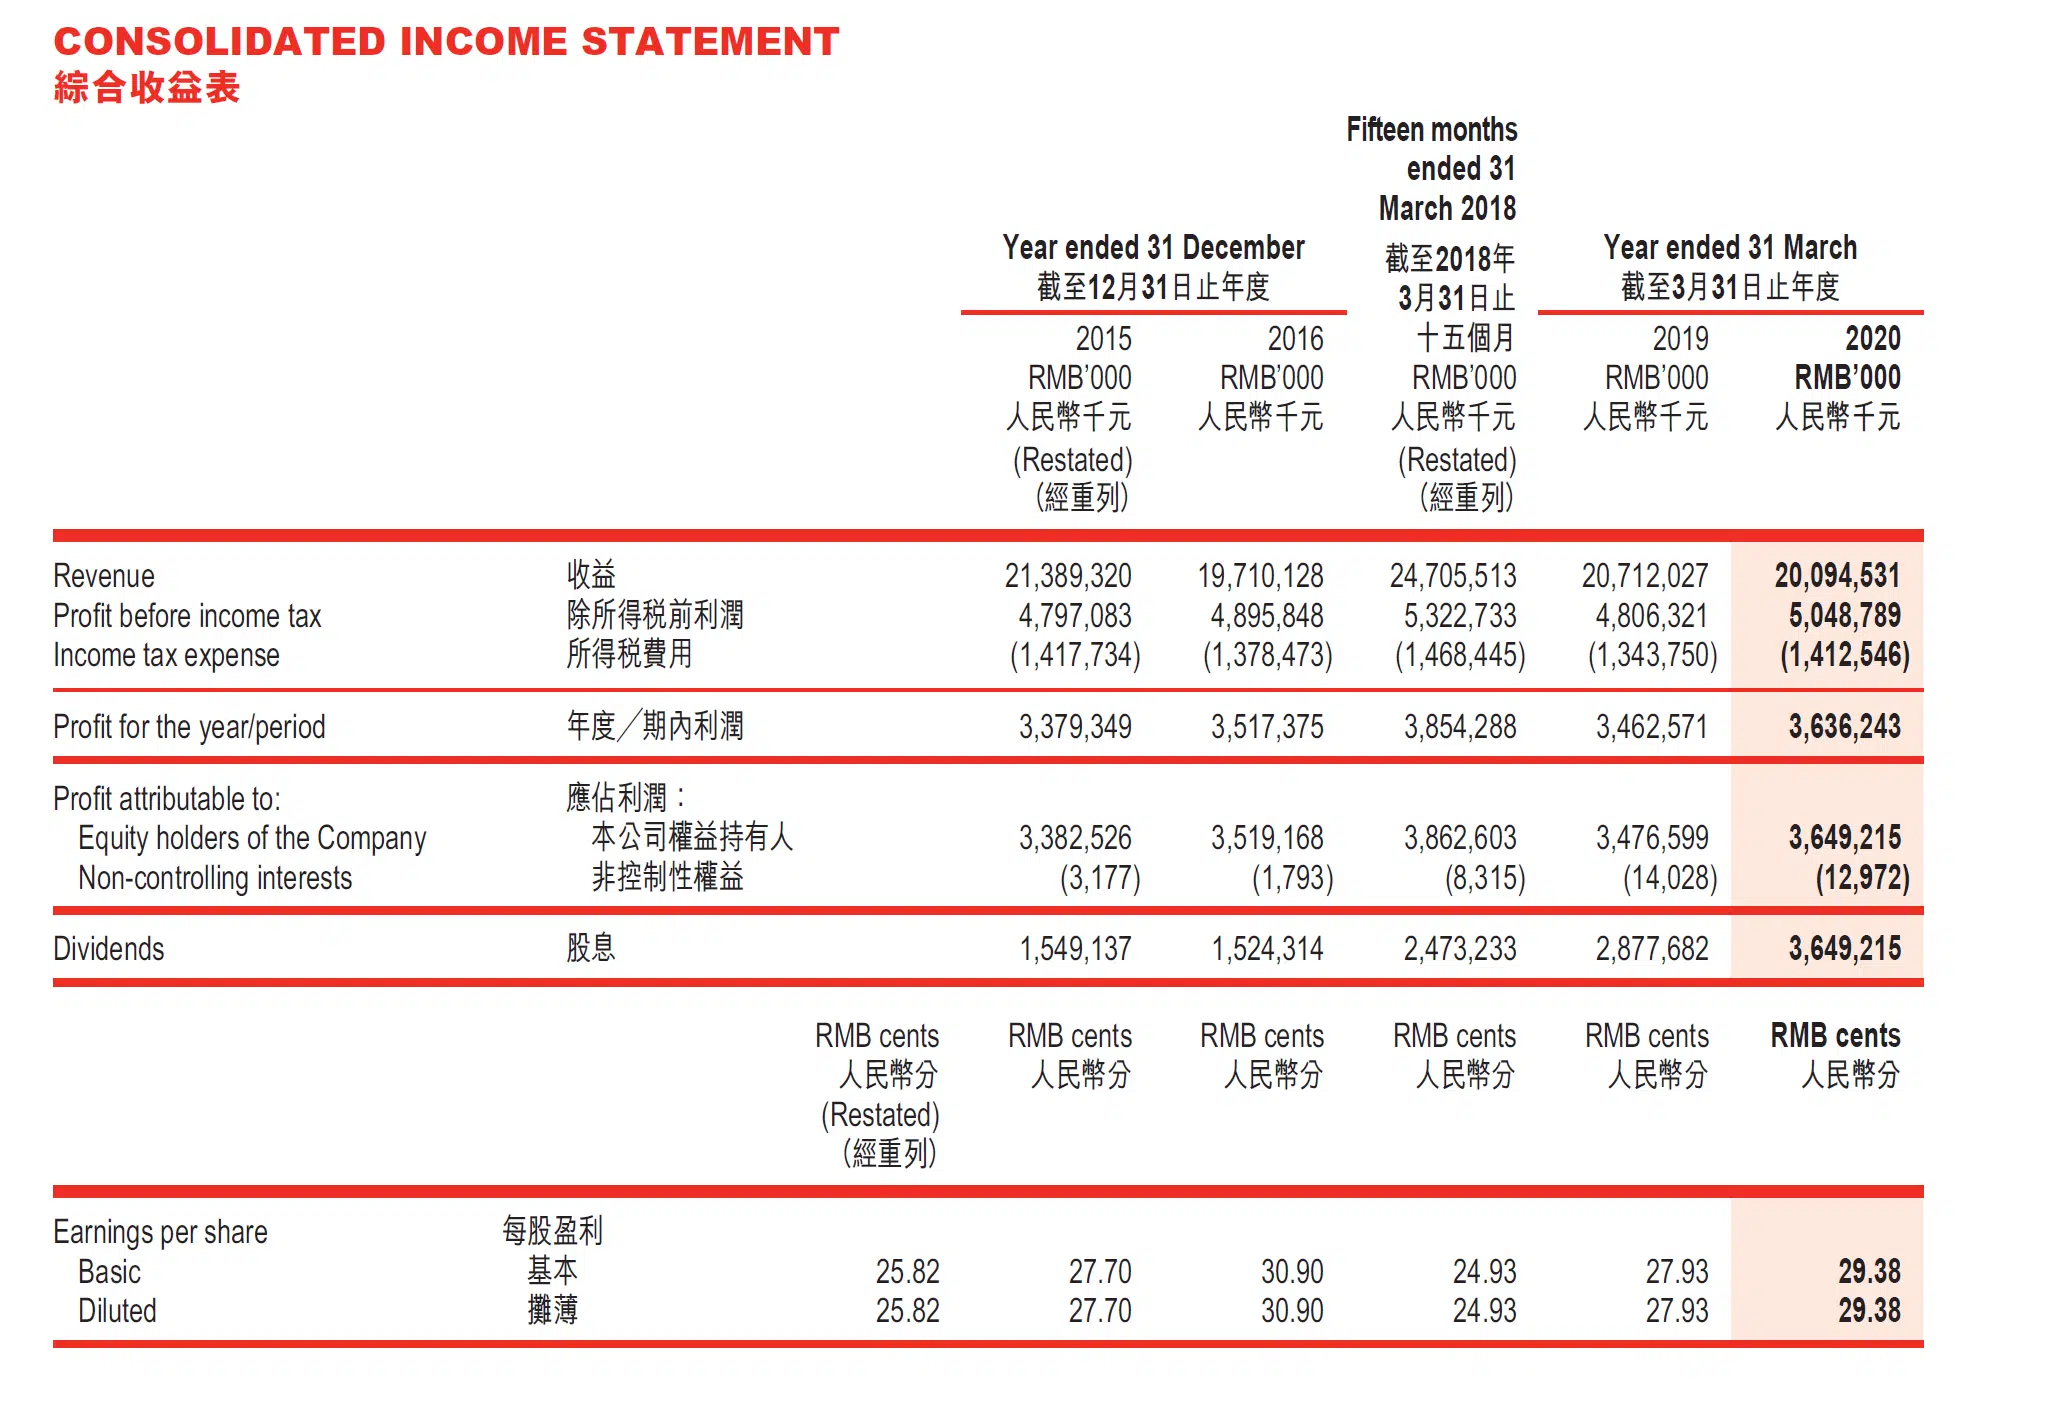 CONSOLIDATED INCOME STATEMENT
綜合收益表
Fifteen months
ended 31
March 2018
Year ended 31 December 截至2018年 Year ended 31 March
截至12月31日止年度 3月31日止 截至3月31日止年度
2015 2016 十五個月 2019 2020
RMB’000 RMB’000 RMB’000 RMB’000 RMB’000
人民幣千元 人民幣千元 人民幣千元 人民幣千元 人民幣千元
(Restated) (Restated)
（經重列） （經重列）
Revenue 收益 21,389,320 19,710,128 24,705,513 20,712,027 20,094,531
Profit before income tax 除所得稅前利潤 4,797,083 4,895,848 5,322,733 4,806,321 5,048,789
Income tax expense 所得稅費用 (1,417,734) (1,378,473) (1,468,445) (1,343,750) (1,412,546)
Profit for the year/period 年度╱期內利潤 3,379,349 3,517,375 3,854,288 3,462,571 3,636,243
Profit attributable to: 應佔利潤：
Equity holders of the Company 本公司權益持有人 3,382,526 3,519,168 3,862,603 3,476,599 3,649,215
Non-controlling interests 非控制性權益 (3,177) (1,793) (8,315) (14,028) (12,972)
Dividends 股息 1,549,137 1,524,314 2,473,233 2,877,682 3,649,215
RMB cents RMB cents RMB cents RMB cents RMB cents RMB cents
人民幣分 人民幣分 人民幣分 人民幣分 人民幣分 人民幣分
(Restated)
（經重列）
Earnings per share 每股盈利
Basic 基本 25.82 27.70 30.90 24.93 27.93 29.38
Diluted 攤薄 25.82 27.70 30.90 24.93 27.93 29.38